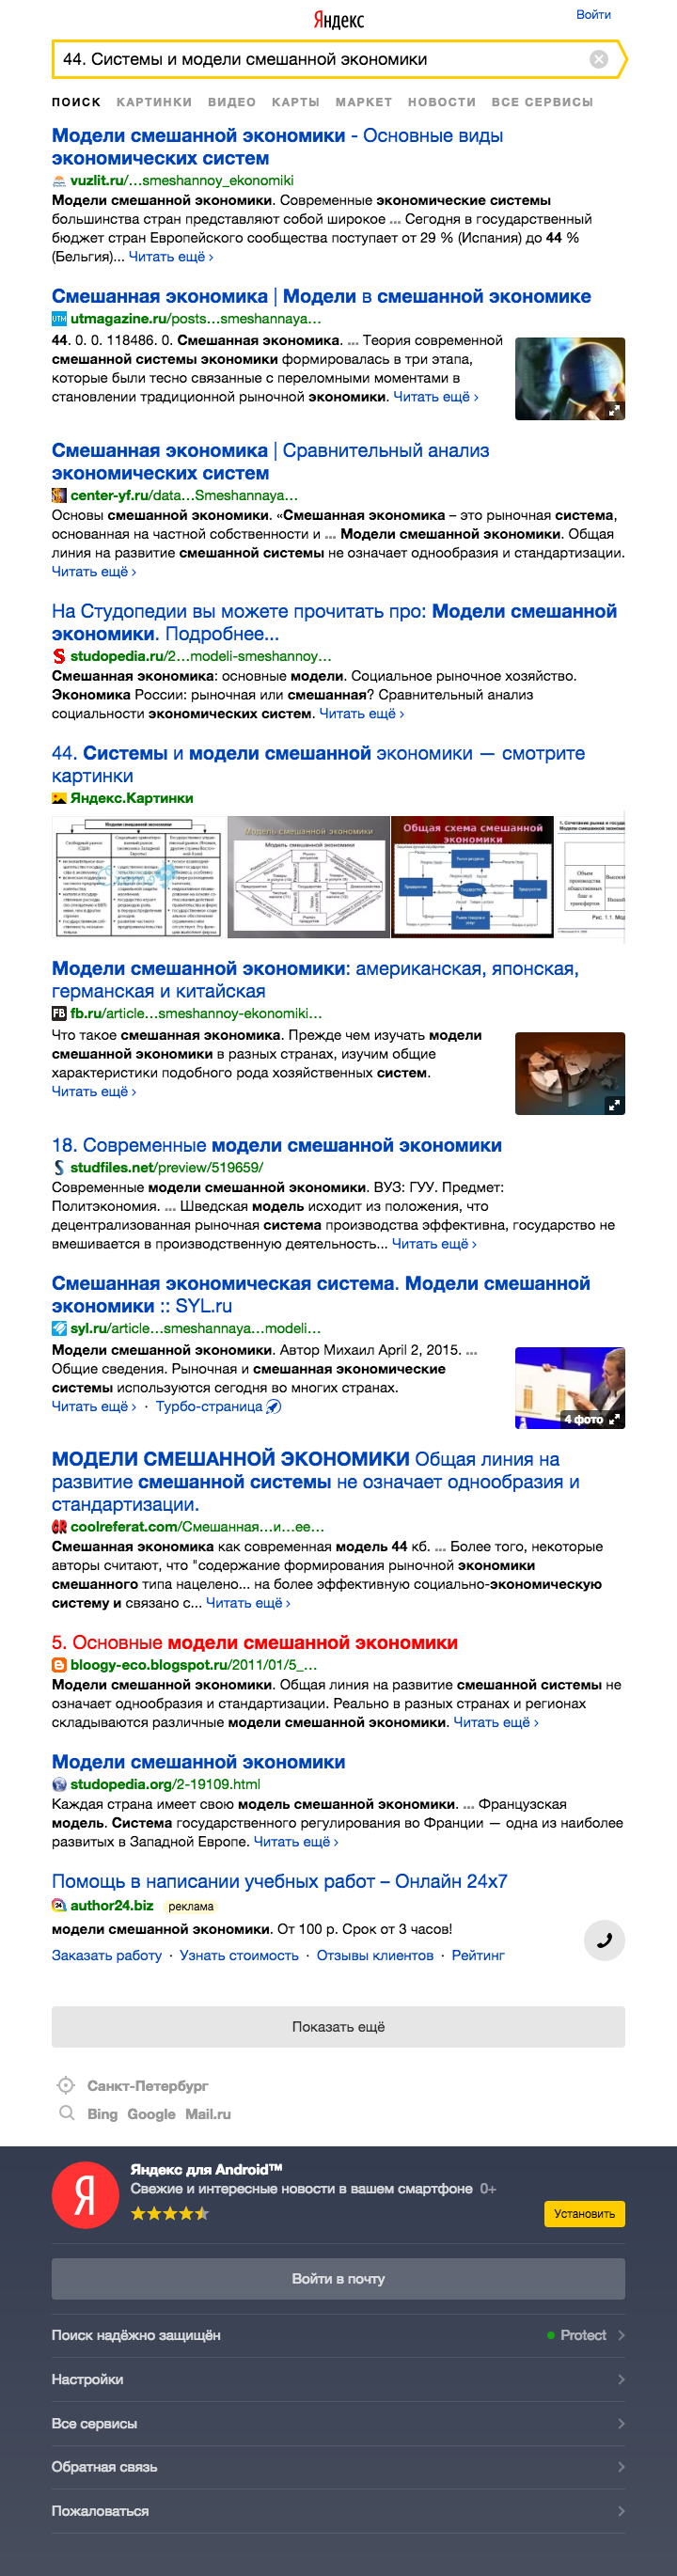 Яндекс
Войти
44. Системы и модели смешанной экономики
ПОИСК КАРТИНКИ ВИДЕО КАРТЫ МАРКЕТ НОВОСТИ ВСЕ СЕРВИСЫ
Модели смешанной экономики - Основные виды
экономических систем
vuzlit.ru/...smeshannoy_ekonomiki
Модели смешанной экономики. Современные экономические системы
большинства стран представляют собой широкое ... Сегодня в государственный
бюджет стран Европейского сообщества поступает от 29 % (Испания) до 44 %
(Бельгия)... Читать ещё ›
Смешанная экономика | Модели в смешанной экономике
UTM utmagazine.ru/posts...smeshannaya...
44. 0. 0. 118486. 0. Смешанная экономика. ... Теория современной
смешанной системы экономики формировалась в три этапа,
которые были тесно связанные с переломными моментами в
становлении традиционной рыночной экономики. Читать ещё ›
Смешанная экономика | Сравнительный анализ
экономических систем
center-yf.ru/data...Smeshannaya...
Основы смешанной экономики. «Смешанная экономика – это рыночная система,
основанная на частной собственности и ... Модели смешанной экономики. Общая
линия на развитие смешанной системы не означает однообразия и стандартизации.
Читать ещё ›
На Студопедии вы можете прочитать про: Модели смешанной
экономики. Подробнее...
S studopedia.ru/2...modeli-smeshannoy...
Смешанная экономика: основные модели. Социальное рыночное хозяйство.
Экономика России: рыночная или смешанная? Сравнительный анализ
социальности экономических систем. Читать ещё ›
44. Системы и модели смешанной экономики — смотрите
картинки
Яндекс.Картинки
Модель смешанной экономики
Модель смешанной экономики
Общая схема смешанной
экономики
Модели смешанной экономики: американская, японская,
германская и китайская
FB fb.ru/article...smeshannoy-ekonomiki...
Что такое смешанная экономика. Прежде чем изучать модели
смешанной экономики в разных странах, изучим общие
характеристики подобного рода хозяйственных систем.
Читать ещё ›
18. Современные модели смешанной экономики
studfiles.net/preview/519659/
Современные модели смешанной экономики. ВУЗ: ГУУ. Предмет:
Политэкономия. ... Шведская модель исходит из положения, что
децентрализованная рыночная система производства эффективна, государство не
вмешивается в производственную деятельность... Читать ещё ›
Смешанная экономическая система. Модели смешанной
экономики :: SYL.ru
syl.ru/article...smeshannaya...modeli...
Модели смешанной экономики. Автор Михаил April 2, 2015. ...
Общие сведения. Рыночная и смешанная экономические
системы используются сегодня во многих странах.
Читать ещё › · Турбо-страница
4 фото
МОДЕЛИ СМЕШАННОЙ ЭКОНОМИКИ Общая линия на
развитие смешанной системы не означает однообразия и
стандартизации.
CR coolreferat.com/Смешанная...и...ее...
Смешанная экономика как современная модель 44 кб. ... Более того, некоторые
авторы считают, что "содержание формирования рыночной экономики
смешанного типа нацелено... на более эффективную социально-экономическую
систему и связано с... Читать ещё ›
5. Основные модели смешанной экономики
bloogy-eco.blogspot.ru/2011/01/5_...
Модели смешанной экономики. Общая линия на развитие смешанной системы не
означает однообразия и стандартизации. Реально в разных странах и регионах
складываются различные модели смешанной экономики. Читать ещё ›
Модели смешанной экономики
studopedia.org/2-19109.html
Каждая страна имеет свою модель смешанной экономики. ... Французская
модель. Система государственного регулирования во Франции — одна из наиболее
развитых в Западной Европе. Читать ещё ›
Помощь в написании учебных работ – Онлайн 24x7
author24.biz реклама
модели смешанной экономики. От 100 р. Срок от 3 часов!
Заказать работу · Узнать стоимость · Отзывы клиентов · Рейтинг
Показать ещё
Санкт-Петербург
Bing Google Mail.ru
Я
Яндекс для Android™
Свежие и интересные новости в вашем смартфоне 0+
Установить
Войти в почту
Поиск надёжно защищён
Protect
Настройки
Все сервисы
Обратная связь
Пожаловаться